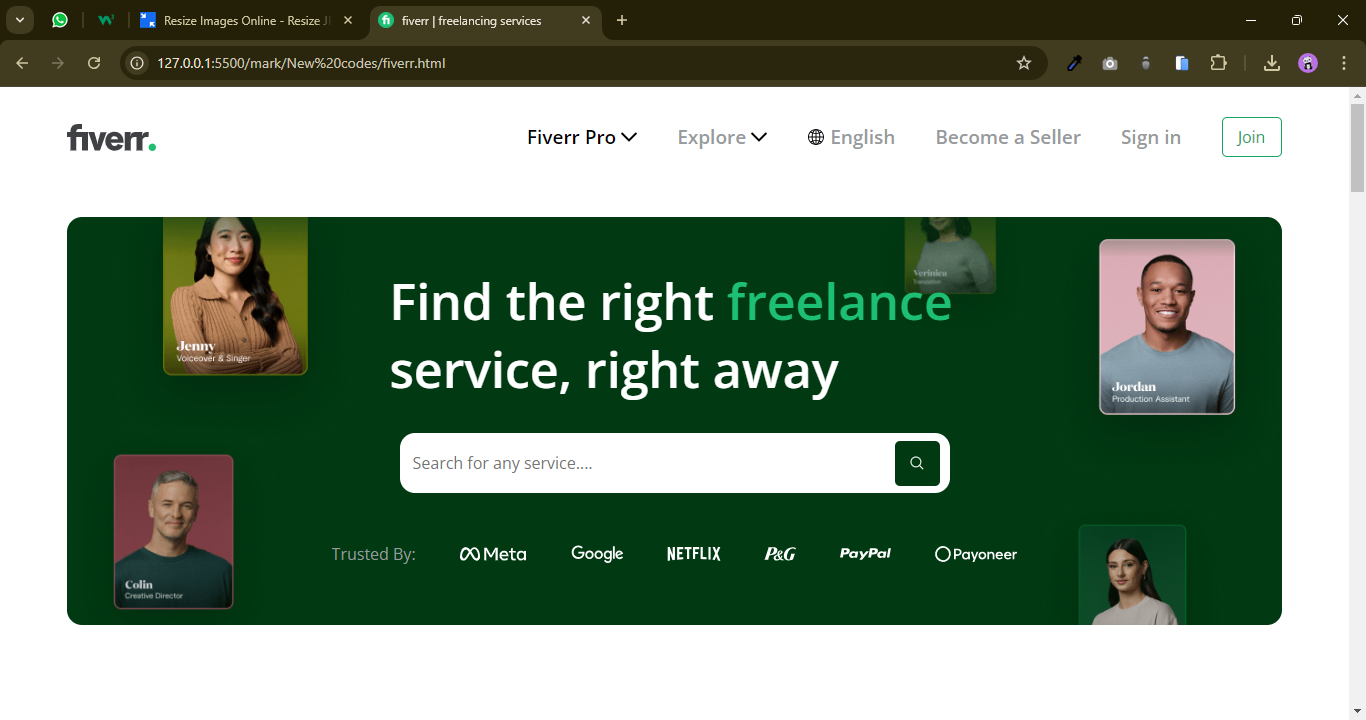 Resize Images Online - Resize JP
fiverr | freelancing services
127.0.0.1:5500/mark/New%20codes/fiverr.html
fiverr.
Fiverr Pro
Explore
English
Become a Seller
Sign in
Join
Find the right freelance
service, right away
Jenny
Voiceover & Singer
Verinica
Translation
Jordan
Production Assistant
Search for any service....
Trusted By:
Meta
Google
NETFLIX
P&G
PayPal
Payoneer
Colin
Creative Director